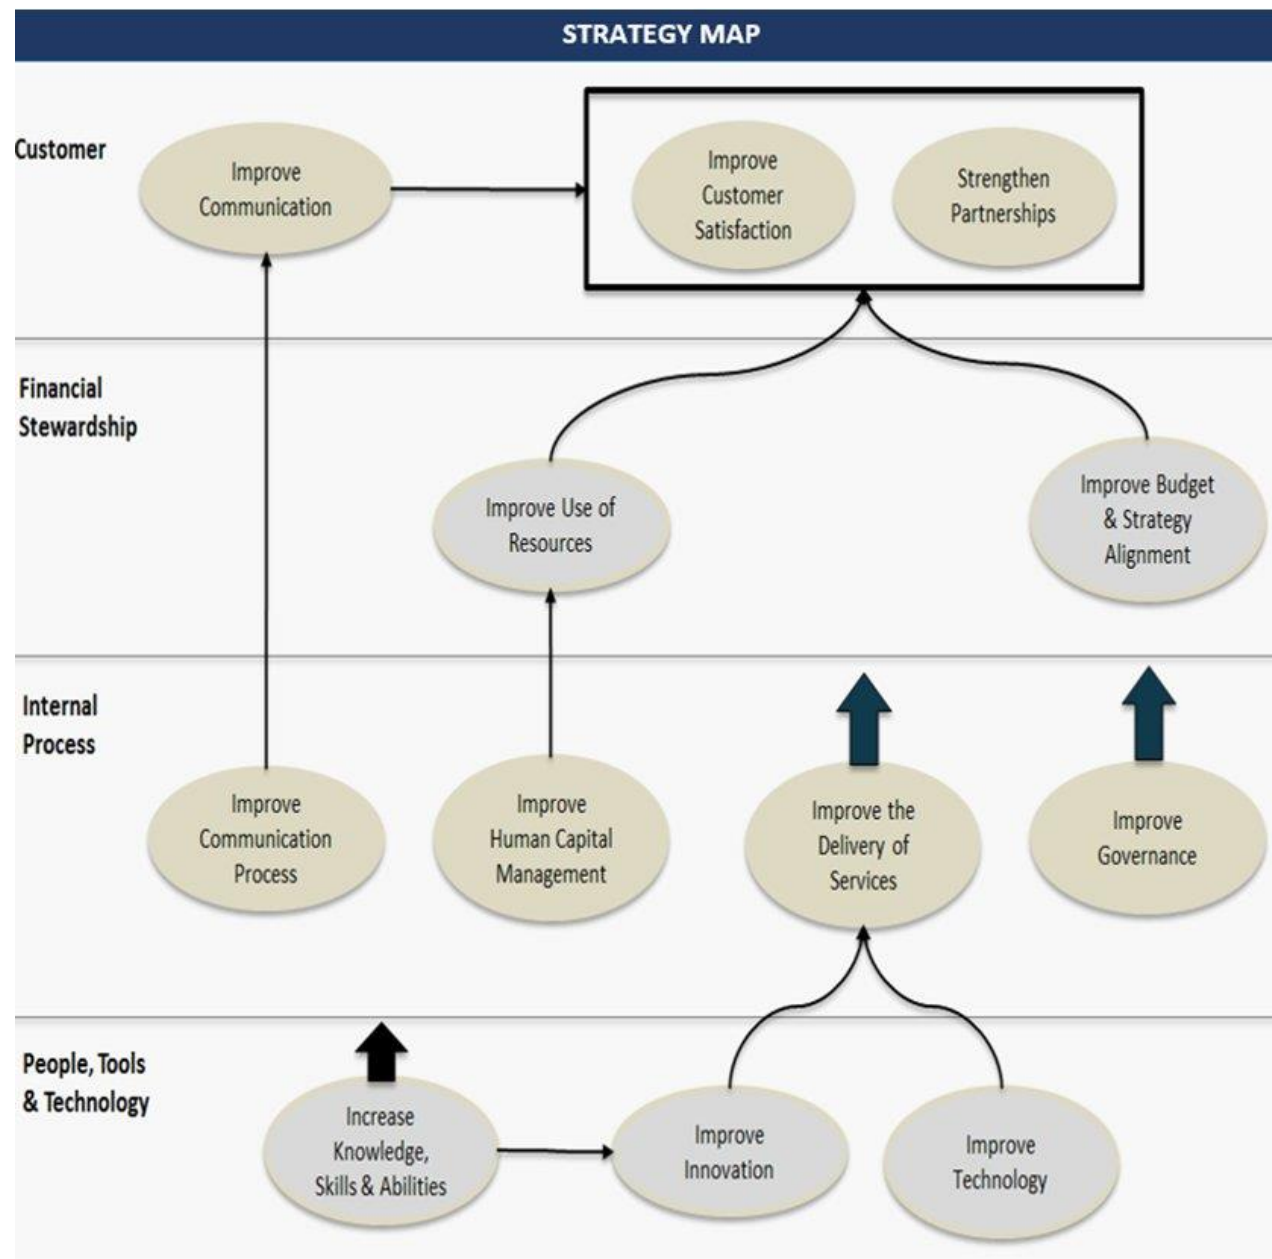 STRATEGY MAP
Customer
Improve
Communication
Improve
Customer
Satisfaction
Strengthen
Partnerships
Financial
Stewardship
Improve Use of
Resources
Improve Budget
& Strategy
Alignment
Internal
Process
Improve
Communication
Process
Improve
Human Capital
Management
Improve the
Delivery of
Services
Improve
Governance
People, Tools
& Technology
Increase
Knowledge,
Skills & Abilities
Improve
Innovation
Improve
Technology